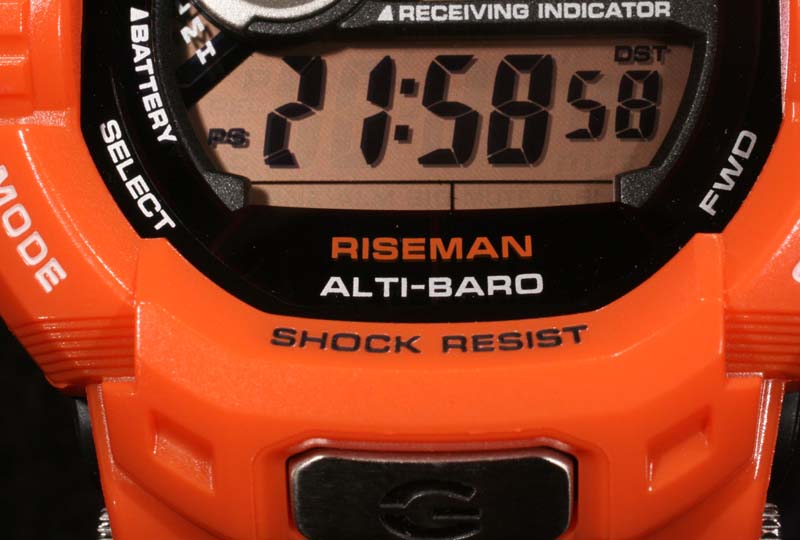 RECEIVING INDICATOR
BATTERY
H M L
DST
PS 21:58 58
SELECT
FWD
MODE
RISEMAN
ALTI-BARO
SHOCK RESIST
G